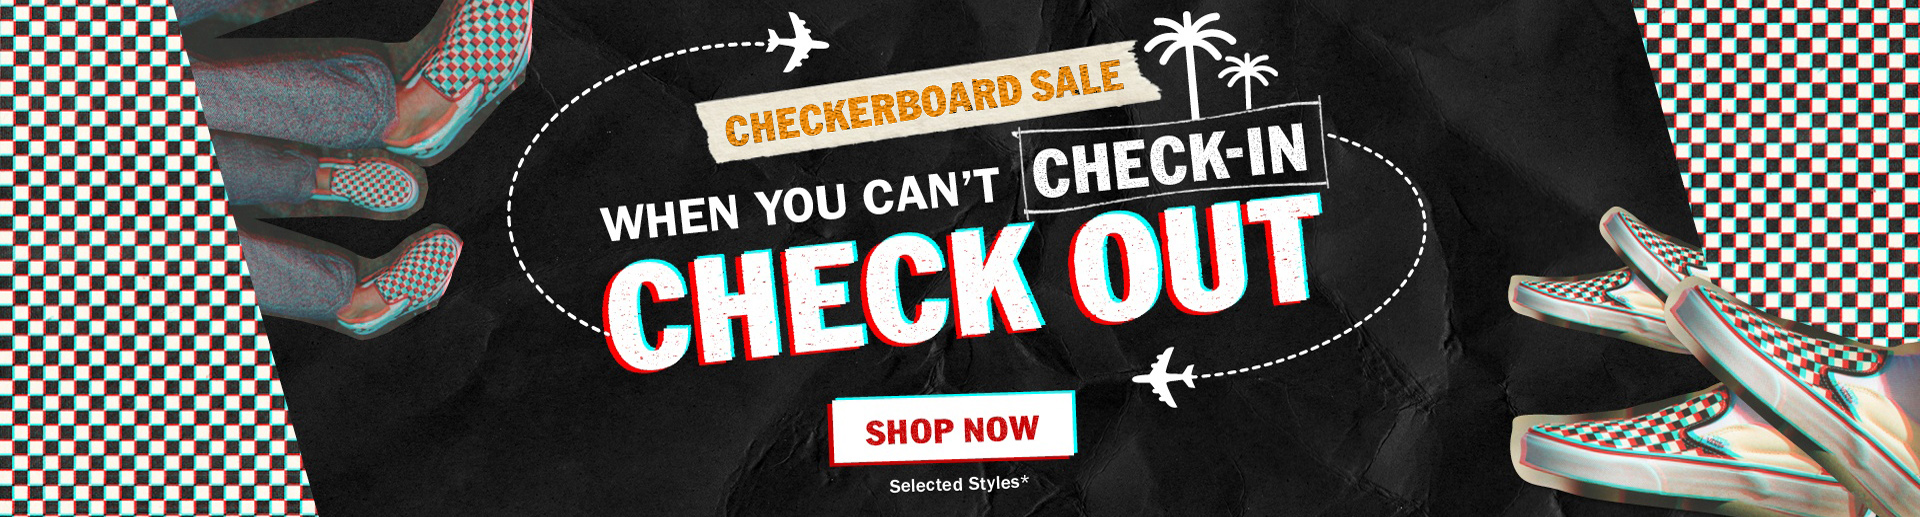 CHECKERBOARD SALE
WHEN YOU CAN'T CHECK-IN
CHECK OUT
SHOP NOW
Selected Styles*